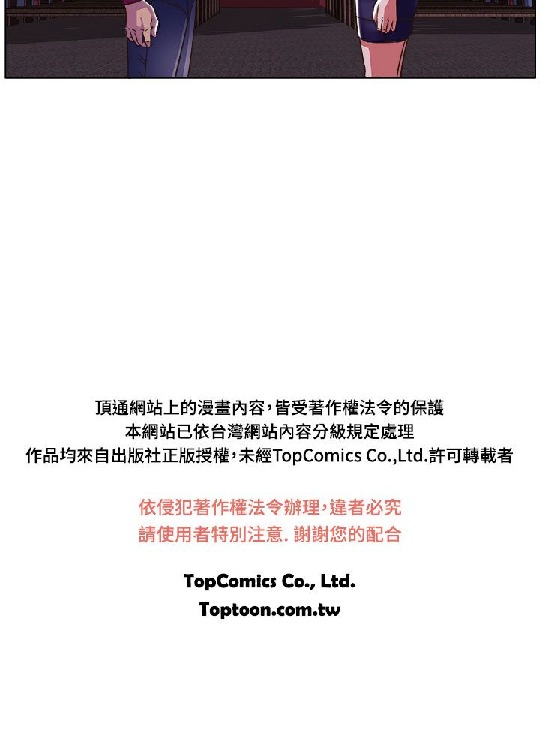 頂通網站上的漫畫內容,皆受著作權法令的保護
本網站已依台灣網站內容分級規定處理
作品均來自出版社正版授權,未經TopComics Co.,Ltd.許可轉載者
依侵犯著作權法令辦理,違者必究
請使用者特別注意. 謝謝您的配合
TopComics Co., Ltd.
Toptoon.com.tw